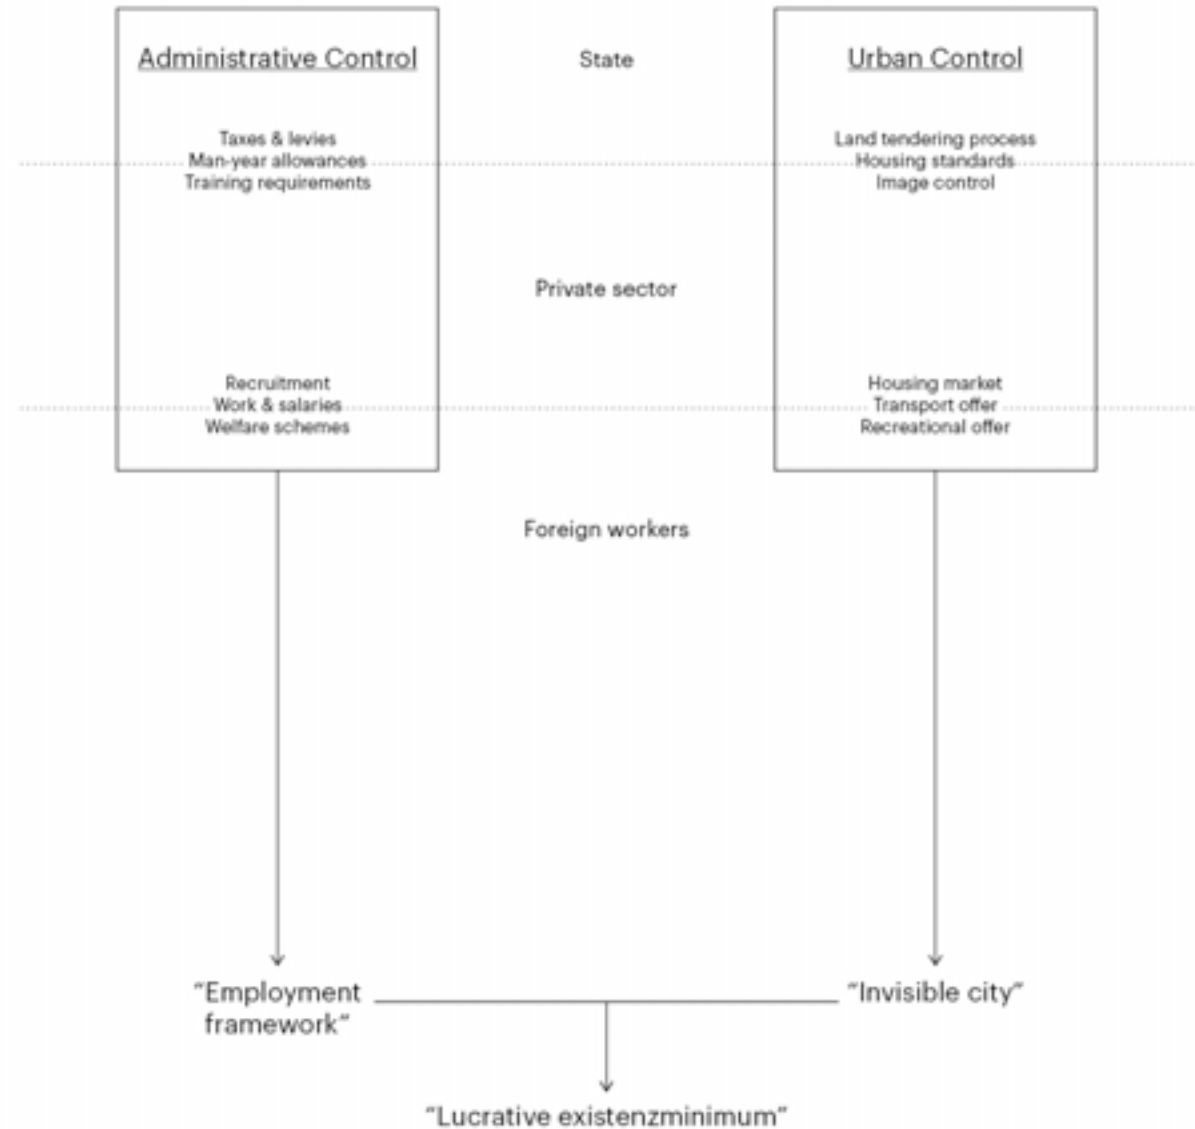 Administrative Control
State
Urban Control
Taxes & levies
Man-year allowances
Training requirements
Land tendering process
Housing standards
Image control
Private sector
Recruitment
Work & salaries
Welfare schemes
Housing market
Transport offer
Recreational offer
Foreign workers
“Employment
framework”
“Invisible city”
“Lucrative existenzminimum”